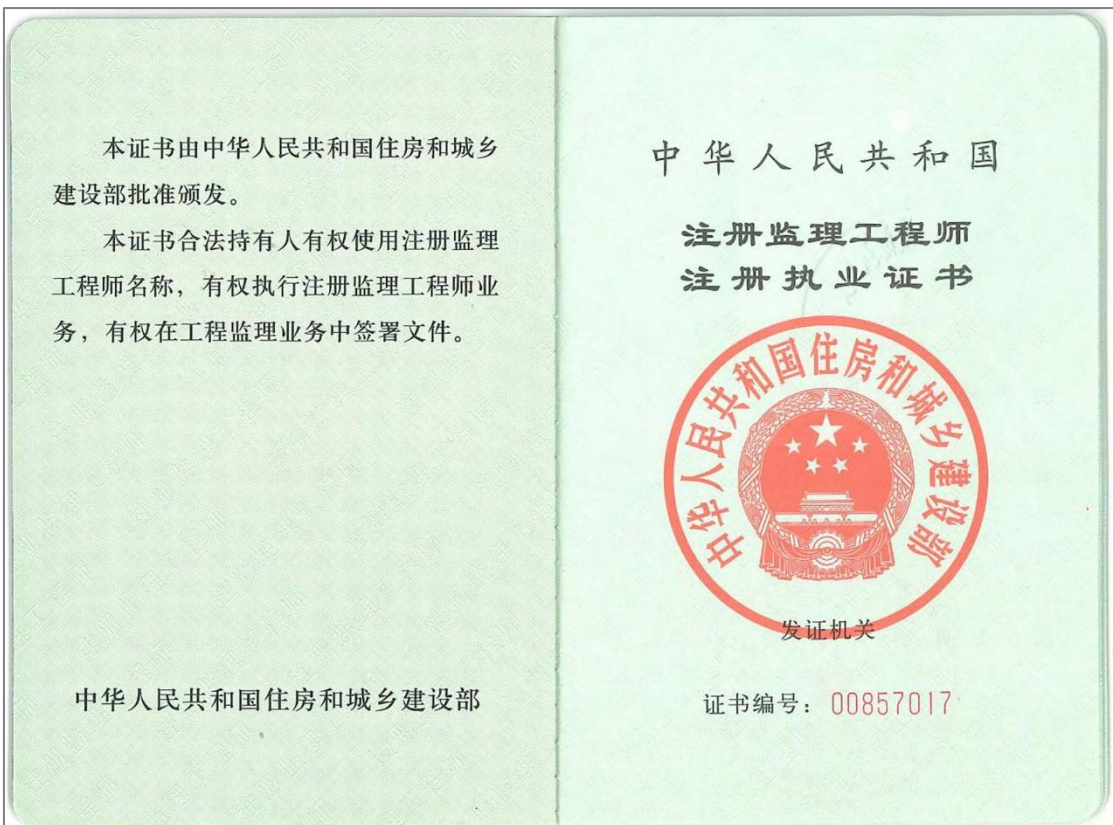 本证书由中华人民共和国住房和城乡
建设部批准颁发。
本证书合法持有人有权使用注册监理
工程师名称，有权执行注册监理工程师业
务，有权在工程监理业务中签署文件。
中华人民共和国住房和城乡建设部
中华人民共和国
注册监理工程师
注册执业证书
中华人民共和国住房和城乡建设部
发证机关
证书编号：00857017